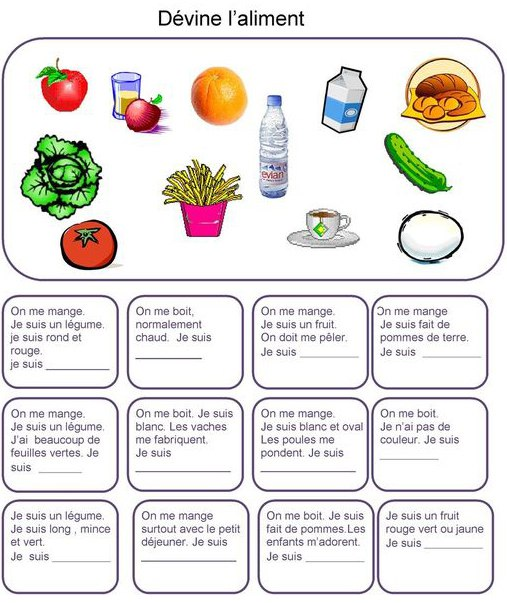 Dévine l'aliment
evian
On me mange.
Je suis un légume.
je suis rond et
rouge.
je suis __________
On me boit,
normalement
chaud. Je suis
__________
On me mange.
Je suis un fruit.
On doit me pêler.
Je suis __________
On me mange
Je suis fait de
pommes de terre.
Je suis __________
On me mange.
Je suis un légume.
J'ai beaucoup de
feuilles vertes. Je
suis _______
On me boit. Je suis
blanc. Les vaches
me fabriquent.
Je suis
_______________
On me mange.
Je suis blanc et oval
Les poules me
pondent. Je suis
_______________
On me boit.
Je n'ai pas de
couleur. Je suis
__________
Je suis un légume.
Je suis long , mince
et vert.
Je suis __________
On me mange
surtout avec le petit
déjeuner. Je suis
_______________
On me boit. Je suis
fait de pommes.Les
enfants m'adorent.
Je suis __________
Je suis un fruit
rouge vert ou jaune
Je suis __________